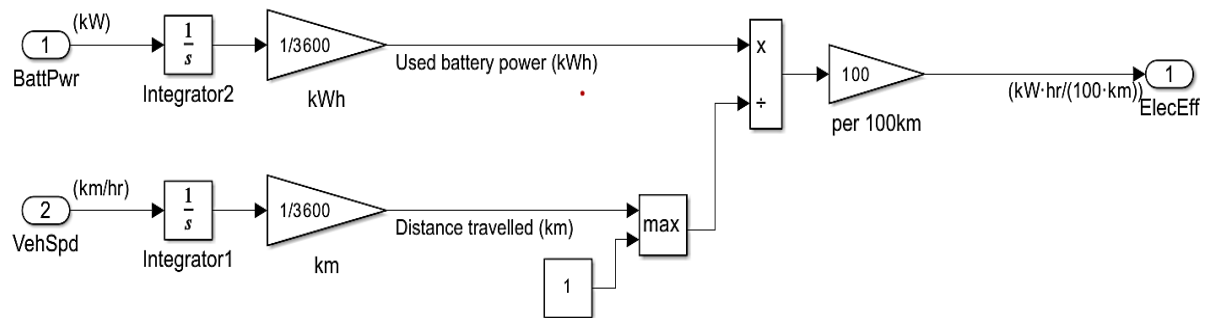 (kW)
1
BattPwr
1
s
Integrator2
1/3600
kWh
Used battery power (kWh)
x
÷
100
per 100km
(kW·hr/(100·km))
1
ElecEff
(km/hr)
2
VehSpd
1
s
Integrator1
1/3600
km
Distance travelled (km)
max
1